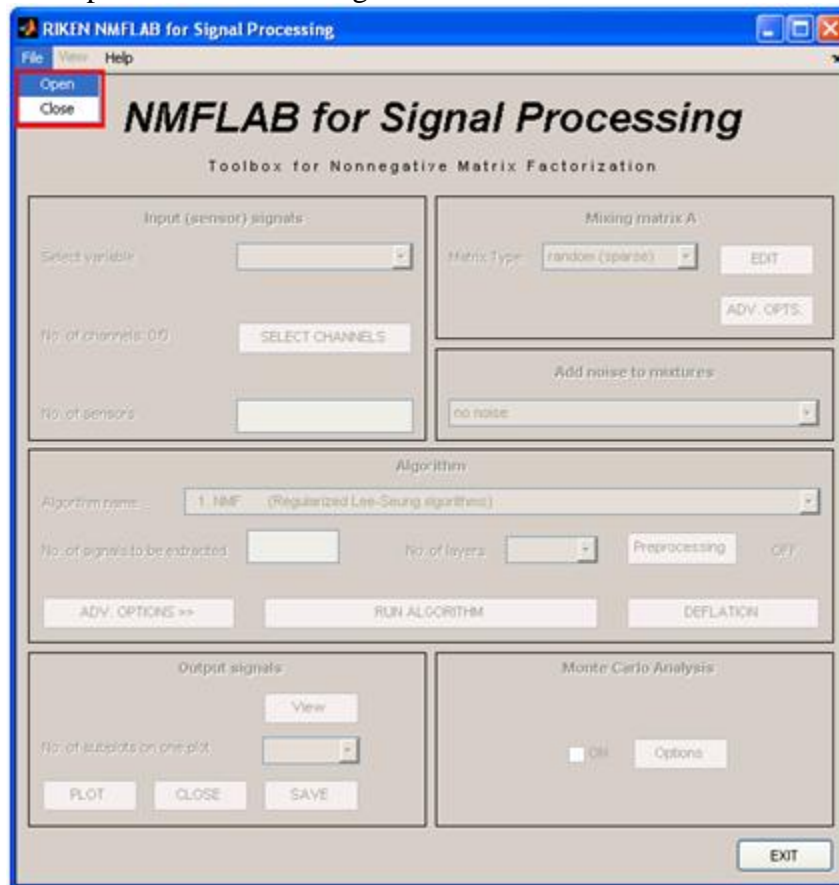 RIKEN NMFLAB for Signal Processing
File View Help
Open
Close
NMFLAB for Signal Processing
Toolbox for Nonnegative Matrix Factorization
Input (sensor) signals
Select variable
No. of channels: 0/0
SELECT CHANNELS
No. of sensors
Mixing matrix A
Matrix Type: random (sparse)
EDIT
ADV. OPTS.
Add noise to mixtures
no noise
Algorithm
Algorithm name: 1. NMF (Regularized Lee-Seung algorithms)
No. of signals to be extracted
No. of layers
Preprocessing
OFF
ADV. OPTIONS >>
RUN ALGORITHM
DEFLATION
Output signals
View
No. of subplots on one plot
PLOT CLOSE SAVE
Monte Carlo Analysis
ON Options
EXIT